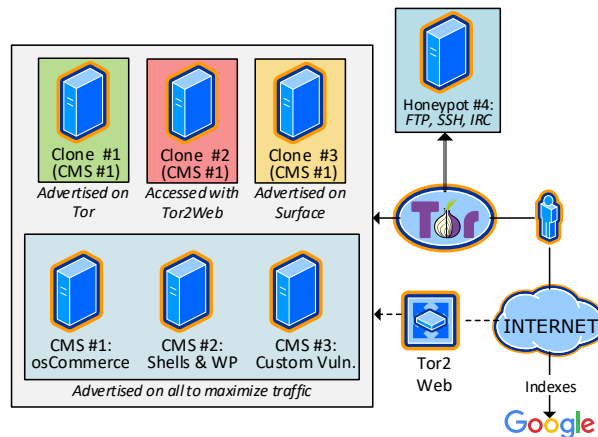 Clone #1
(CMS #1)
Advertised on
Tor
Clone #2
(CMS #1)
Accessed with
Tor2Web
Clone #3
(CMS #1)
Advertised on
Surface
Honeypot #4:
FTP, SSH, IRC
Tor
CMS #1:
osCommerce
CMS #2:
Shells & WP
CMS #3:
Custom Vuln.
Advertised on all to maximize traffic
Tor2
Web
INTERNET
Indexes
Google